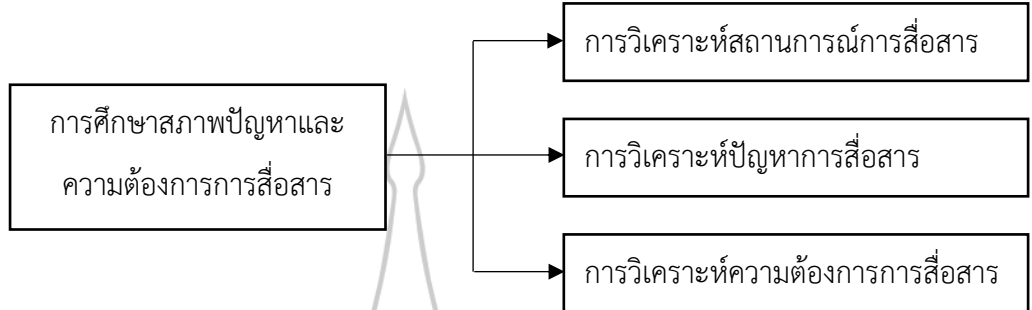 การศึกษาสภาพปัญหาและ
ความต้องการการสื่อสาร
การวิเคราะห์สถานการณ์การสื่อสาร
การวิเคราะห์ปัญหาการสื่อสาร
การวิเคราะห์ความต้องการการสื่อสาร